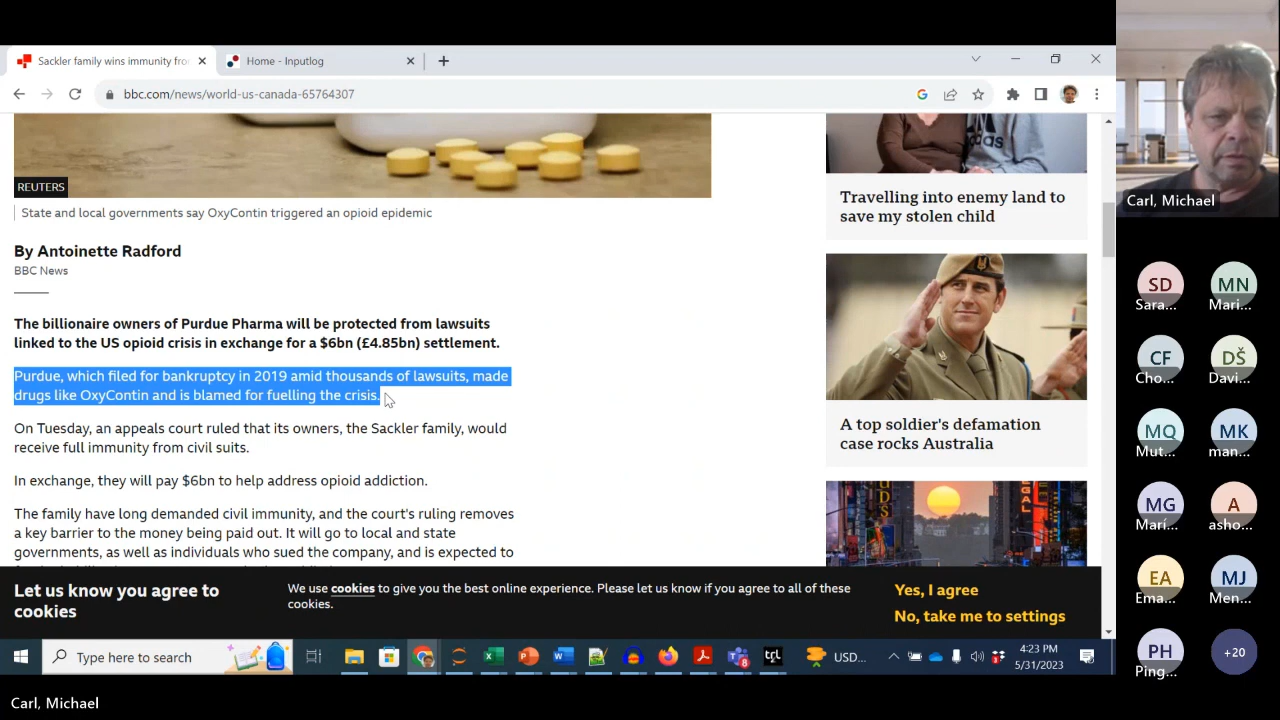 Sackler family wins immunity fro
Home - Inputlog
bbc.com/news/world-us-canada-65764307
REUTERS
State and local governments say OxyContin triggered an opioid epidemic
By Antoinette Radford
BBC News
The billionaire owners of Purdue Pharma will be protected from lawsuits
linked to the US opioid crisis in exchange for a $6bn (£4.85bn) settlement.
Purdue, which filed for bankruptcy in 2019 amid thousands of lawsuits, made
drugs like OxyContin and is blamed for fuelling the crisis.
On Tuesday, an appeals court ruled that its owners, the Sackler family, would
receive full immunity from civil suits.
In exchange, they will pay $6bn to help address opioid addiction.
The family have long demanded civil immunity, and the court's ruling removes
a key barrier to the money being paid out. It will go to local and state
governments, as well as individuals who sued the company, and is expected to
adidas
Travelling into enemy land to
save my stolen child
A top soldier's defamation
case rocks Australia
Let us know you agree to
cookies
We use cookies to give you the best online experience. Please let us know if you agree to all of these
cookies.
Yes, I agree
No, take me to settings
Type here to search
USD...
4:23 PM
5/31/2023
Carl, Michael
SD
Sara...
MN
Mari...
CF
Cho...
DŠ
Davi...
MQ
Mut...
MK
man...
MG
Marí...
A
asho...
EA
Ema...
MJ
Men...
PH
Ping...
+20
Carl, Michael